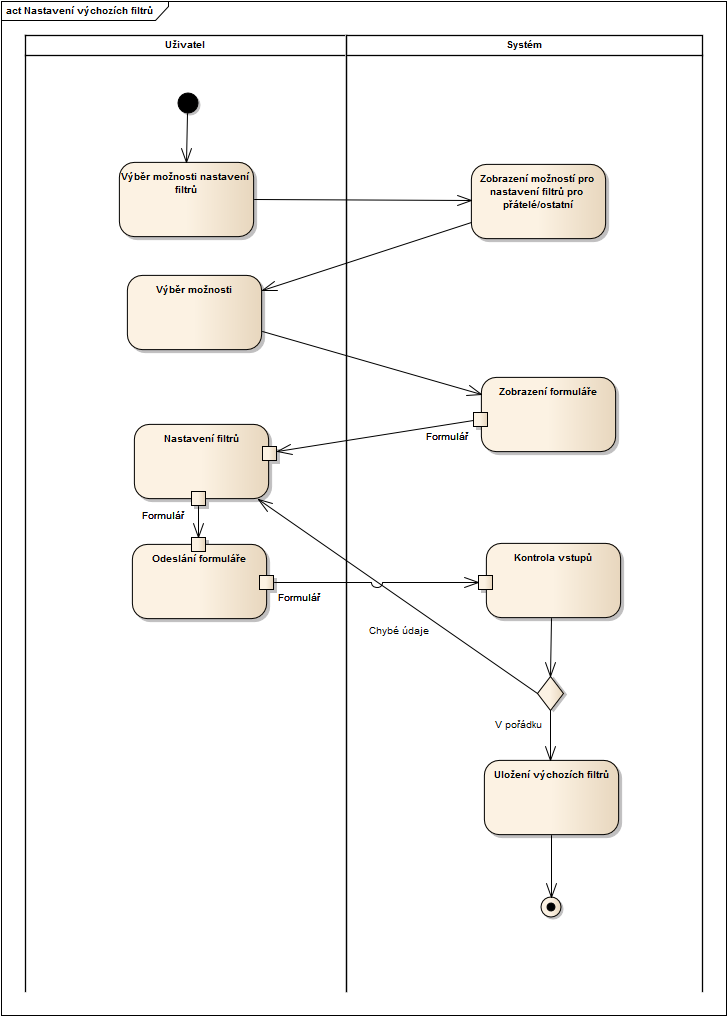 act Nastavení výchozích filtrů
Uživatel
Systém
Výběr možnosti nastavení
filtrů
Zobrazení možností pro
nastavení filtrů pro
přátelé/ostatní
Výběr možnosti
Zobrazení formuláře
Formulář
Nastavení filtrů
Formulář
Odeslání formuláře
Formulář
Kontrola vstupů
Chybé údaje
V pořádku
Uložení výchozích filtrů